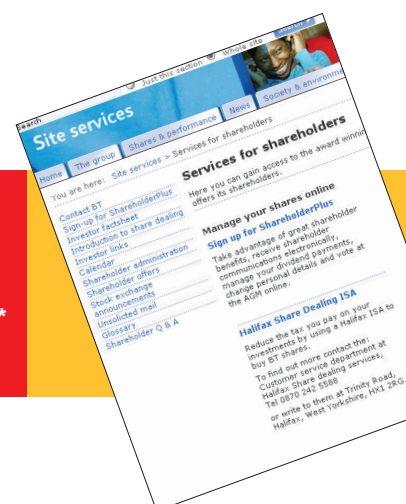 Search
Just this section
Whole site
Site services
Home
The group
Shares & performance
News
Society & environme
You are here: Site services > Services for shareholders
Contact BT
Sign-up for ShareholderPlus
Investor factsheet
Introduction to share dealing
Investor links
Calendar
Shareholder administration
Shareholder offers
Stock exchange
announcements
Unsolicited mail
Glossary
Shareholder Q & A
Services for shareholders
Here you can gain access to the award winnin
offers its shareholders.
Manage your shares online
Sign up for ShareholderPlus
Take advantage of great shareholder
benefits, receive shareholder
communications electronically,
manage your dividend payments,
change personal details and vote at
the AGM online.
Halifax Share Dealing ISA
Reduce the tax you pay on your
investments by using a Halifax ISA to
buy BT shares.
To find out more contact the:
Customer service department at
Halifax Share dealing services,
Tel 0870 242 5588
or write to them at Trinity Road,
Halifax, West Yorkshire, HX1 2RG.
*